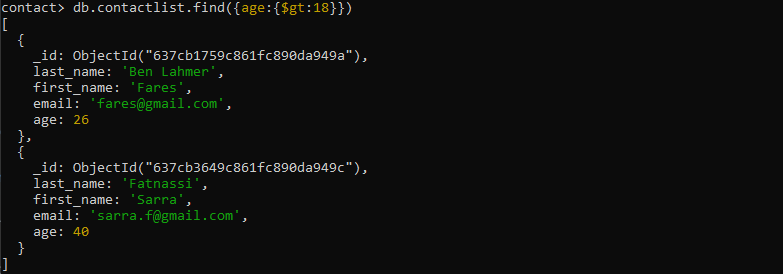 contact> db.contactlist.find({age:{$gt:18}})
[
  {
    _id: ObjectId("637cb1759c861fc890da949a"),
    last_name: 'Ben Lahmer',
    first_name: 'Fares',
    email: 'fares@gmail.com',
    age: 26
  },
  {
    _id: ObjectId("637cb3649c861fc890da949c"),
    last_name: 'Fatnassi',
    first_name: 'Sarra',
    email: 'sarra.f@gmail.com',
    age: 40
  }
]